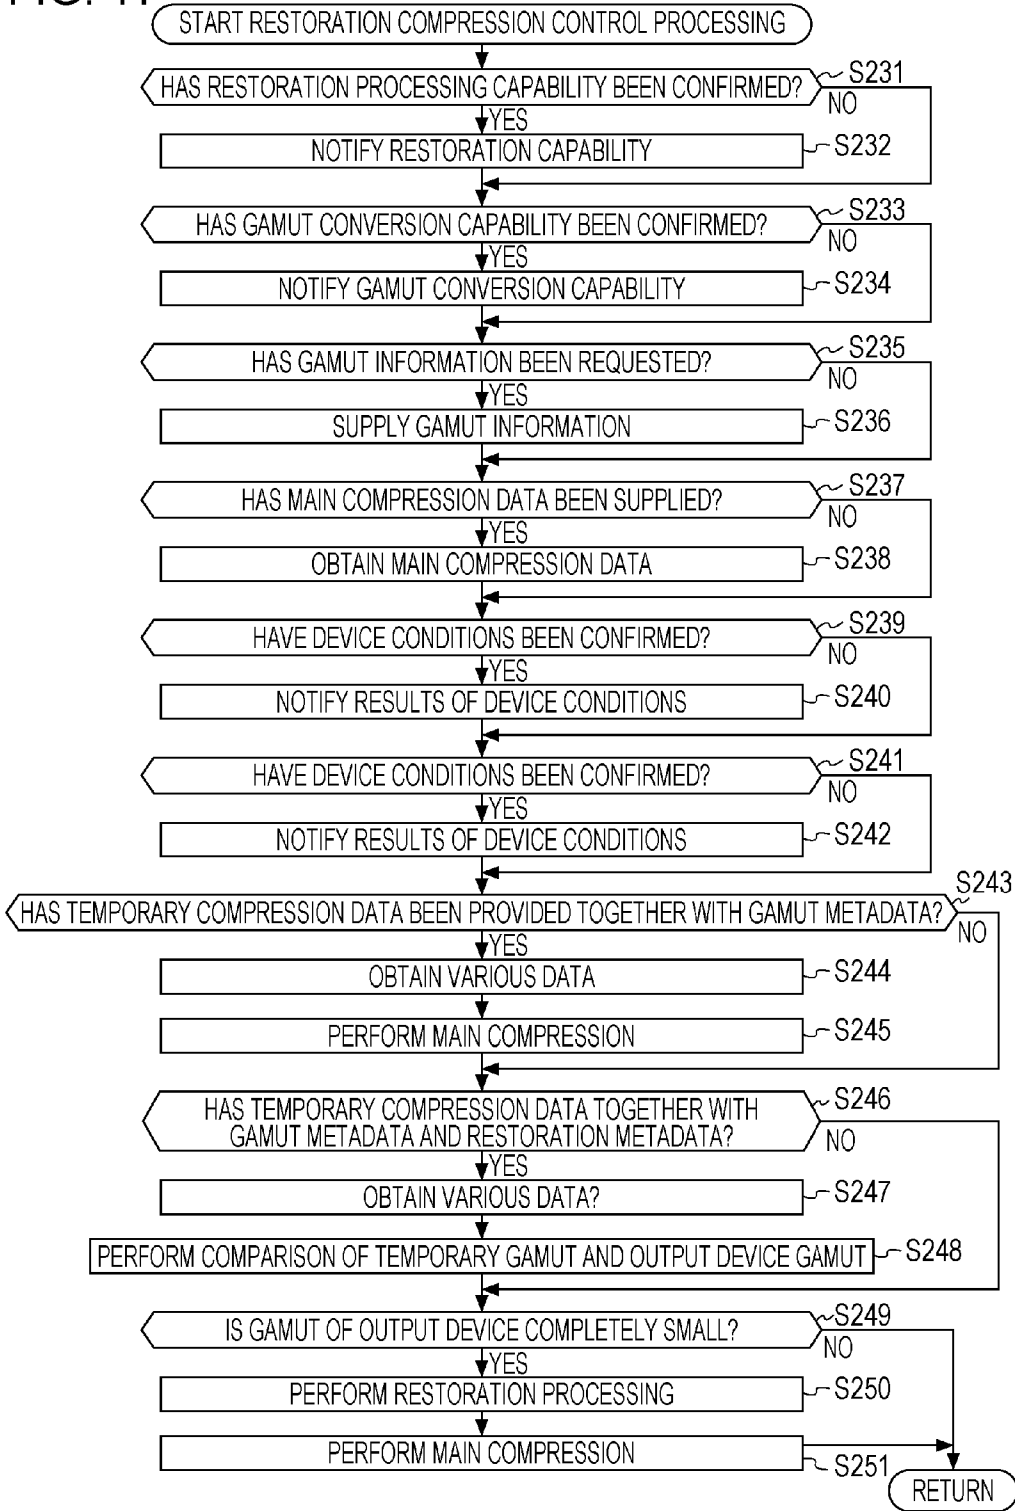 START RESTORATION COMPRESSION CONTROL PROCESSING
HAS RESTORATION PROCESSING CAPABILITY BEEN CONFIRMED?
S231
NO
YES
NOTIFY RESTORATION CAPABILITY
S232
HAS GAMUT CONVERSION CAPABILITY BEEN CONFIRMED?
S233
NO
YES
NOTIFY GAMUT CONVERSION CAPABILITY
S234
HAS GAMUT INFORMATION BEEN REQUESTED?
S235
NO
YES
SUPPLY GAMUT INFORMATION
S236
HAS MAIN COMPRESSION DATA BEEN SUPPLIED?
S237
NO
YES
OBTAIN MAIN COMPRESSION DATA
S238
HAVE DEVICE CONDITIONS BEEN CONFIRMED?
S239
NO
YES
NOTIFY RESULTS OF DEVICE CONDITIONS
S240
HAVE DEVICE CONDITIONS BEEN CONFIRMED?
S241
NO
YES
NOTIFY RESULTS OF DEVICE CONDITIONS
S242
HAS TEMPORARY COMPRESSION DATA BEEN PROVIDED TOGETHER WITH GAMUT METADATA?
S243
NO
YES
OBTAIN VARIOUS DATA
S244
PERFORM MAIN COMPRESSION
S245
HAS TEMPORARY COMPRESSION DATA TOGETHER WITH
GAMUT METADATA AND RESTORATION METADATA?
S246
NO
YES
OBTAIN VARIOUS DATA?
S247
PERFORM COMPARISON OF TEMPORARY GAMUT AND OUTPUT DEVICE GAMUT
S248
IS GAMUT OF OUTPUT DEVICE COMPLETELY SMALL?
S249
NO
YES
PERFORM RESTORATION PROCESSING
S250
PERFORM MAIN COMPRESSION
S251
RETURN